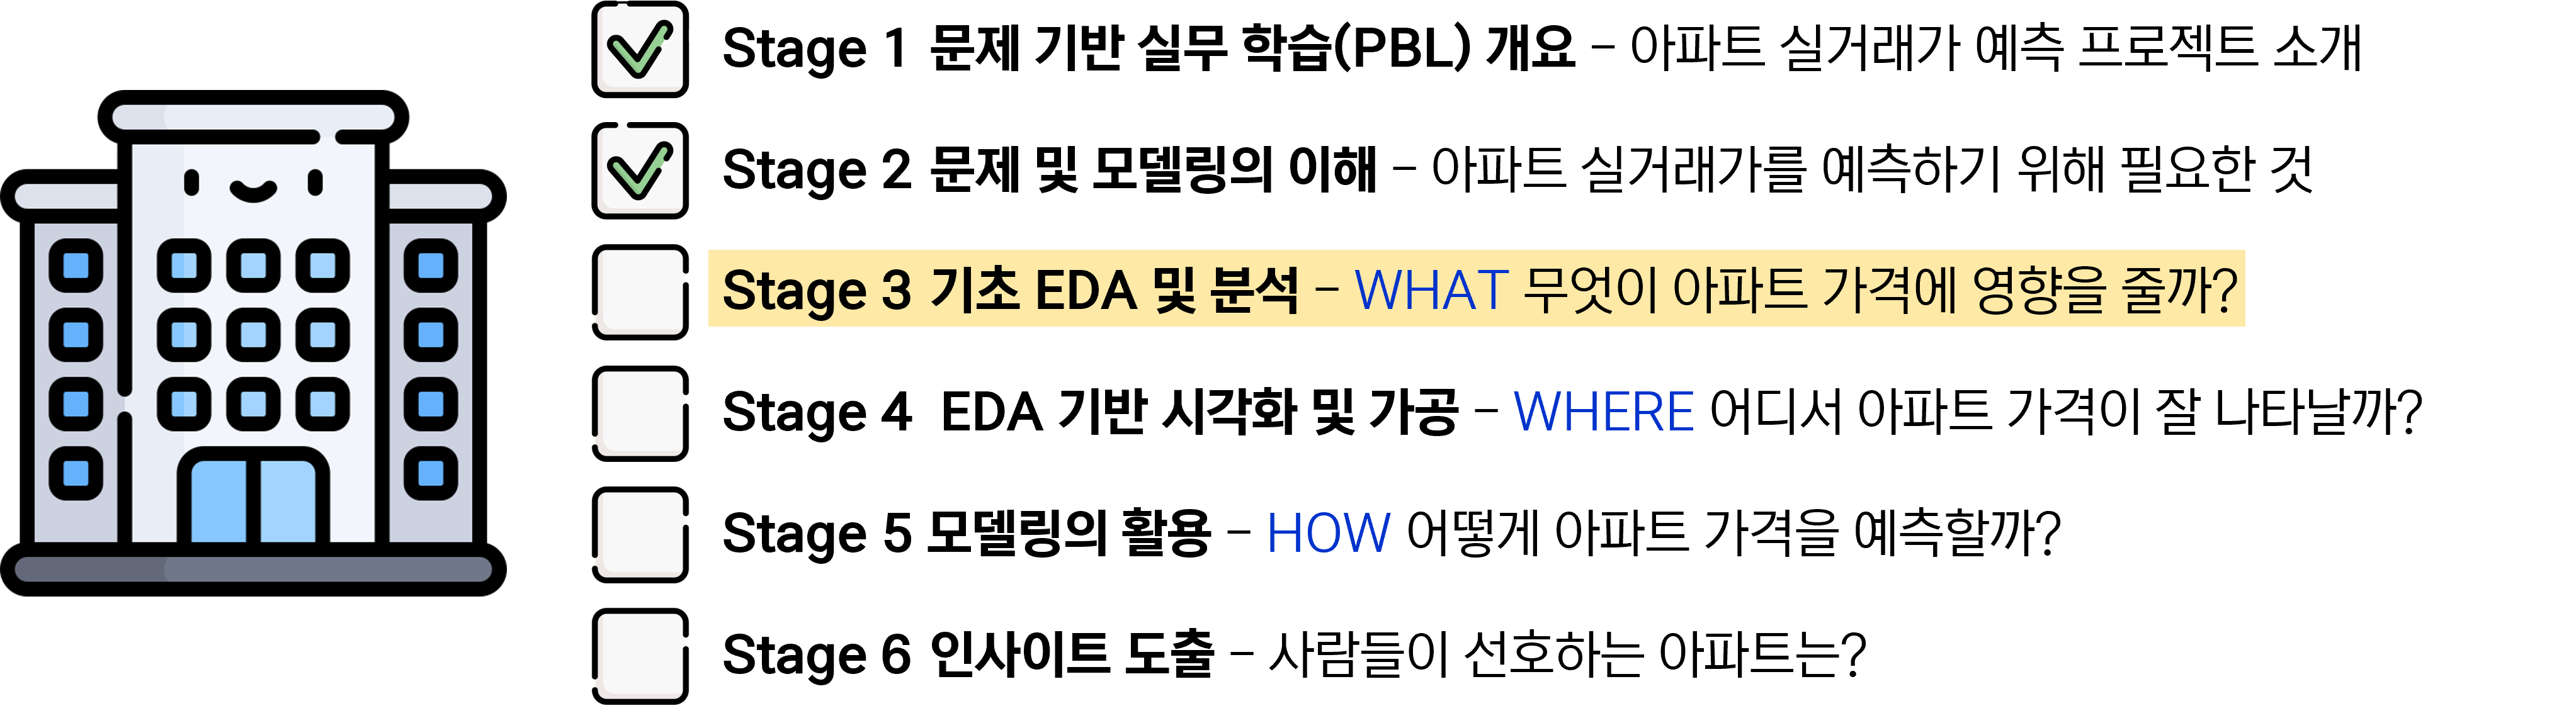 Stage 1 문제 기반 실무 학습(PBL) 개요 – 아파트 실거래가 예측 프로젝트 소개
Stage 2 문제 및 모델링의 이해 – 아파트 실거래가를 예측하기 위해 필요한 것
Stage 3 기초 EDA 및 분석 – WHAT 무엇이 아파트 가격에 영향을 줄까?
Stage 4 EDA 기반 시각화 및 가공 – WHERE 어디서 아파트 가격이 잘 나타날까?
Stage 5 모델링의 활용 – HOW 어떻게 아파트 가격을 예측할까?
Stage 6 인사이트 도출 – 사람들이 선호하는 아파트는?